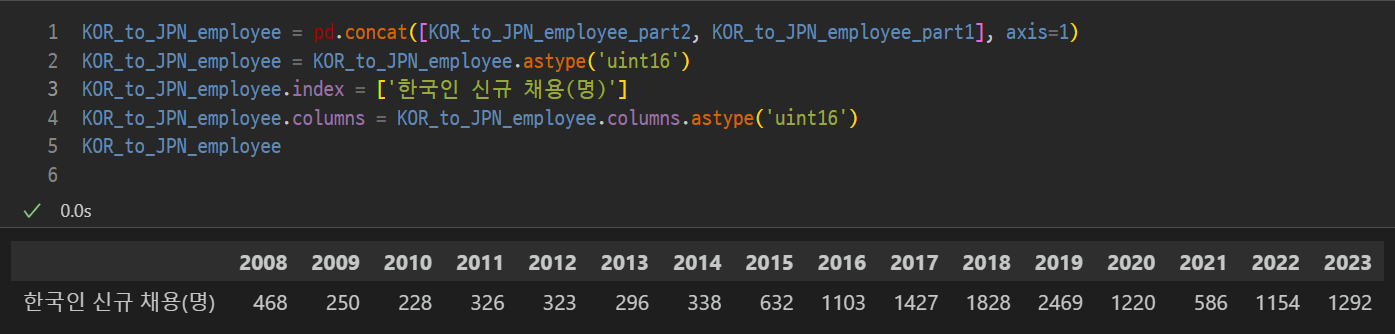 1 KOR_to_JPN_employee = pd.concat([KOR_to_JPN_employee_part2, KOR_to_JPN_employee_part1], axis=1)
2 KOR_to_JPN_employee = KOR_to_JPN_employee.astype('uint16')
3 KOR_to_JPN_employee.index = ['한국인 신규 채용(명)']
4 KOR_to_JPN_employee.columns = KOR_to_JPN_employee.columns.astype('uint16')
5 KOR_to_JPN_employee
6
0.0s
2008 2009 2010 2011 2012 2013 2014 2015 2016 2017 2018 2019 2020 2021 2022 2023
한국인 신규 채용(명) 468 250 228 326 323 296 338 632 1103 1427 1828 2469 1220 586 1154 1292